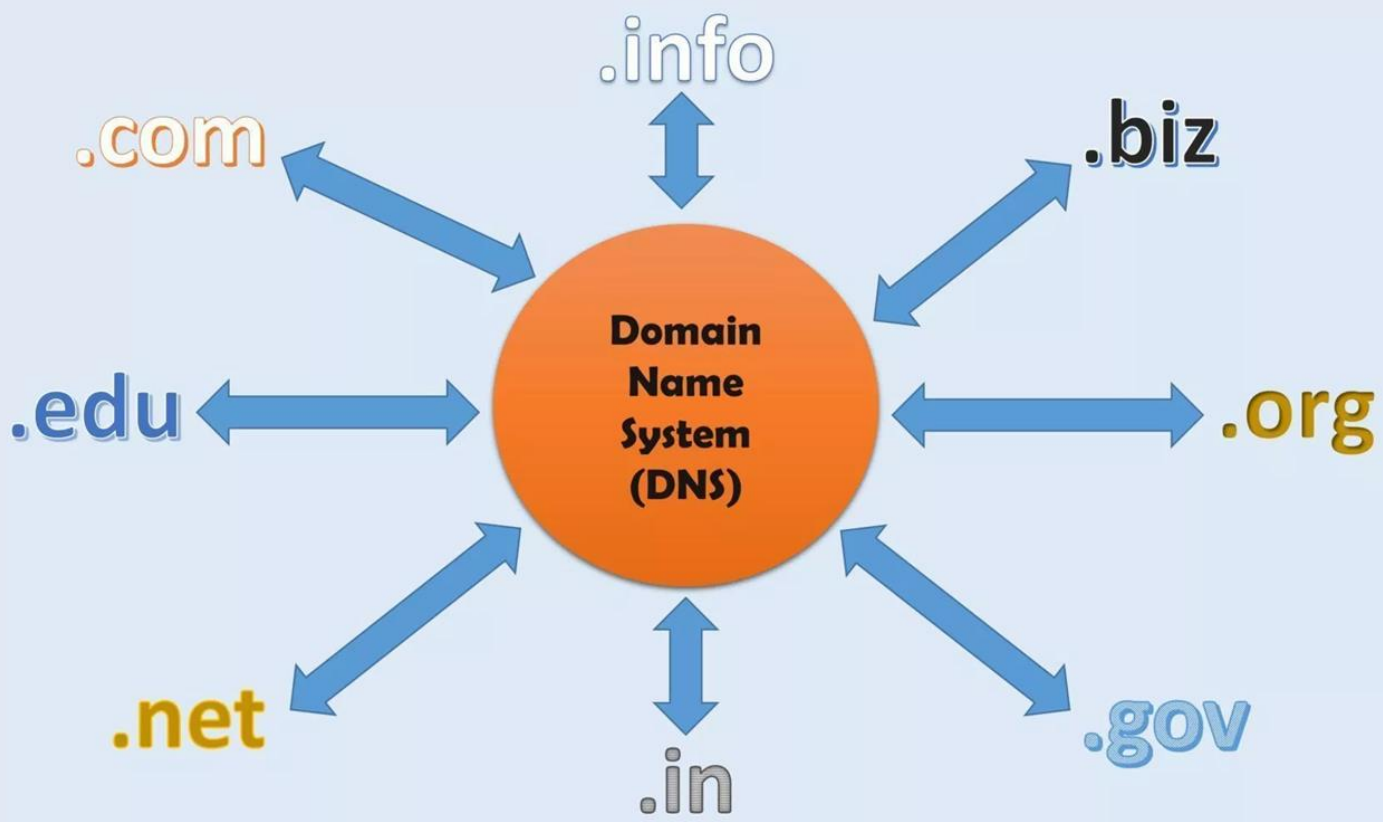 .info
.com
.biz
Domain
Name
System
(DNS)
.edu
.org
.net
.gov
.in